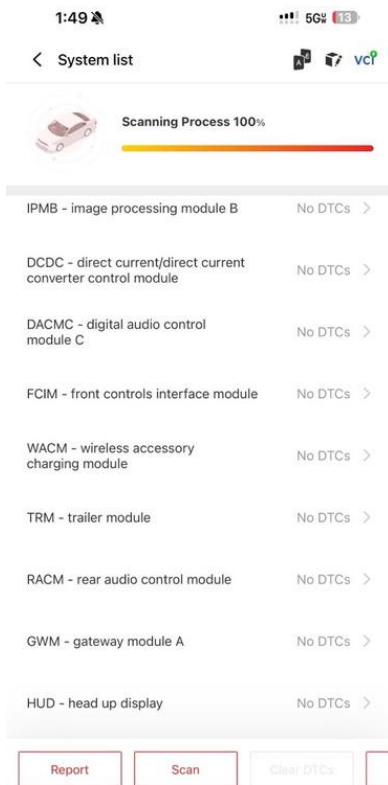 1:49
5G
13
System list
VCI
Scanning Process 100%
IPMB - image processing module B No DTCs
DCDC - direct current/direct current
converter control module No DTCs
DACMC - digital audio control
module C No DTCs
FCIM - front controls interface module No DTCs
WACM - wireless accessory
charging module No DTCs
TRM - trailer module No DTCs
RACM - rear audio control module No DTCs
GWM - gateway module A No DTCs
HUD - head up display No DTCs
Report Scan Clear DTCs